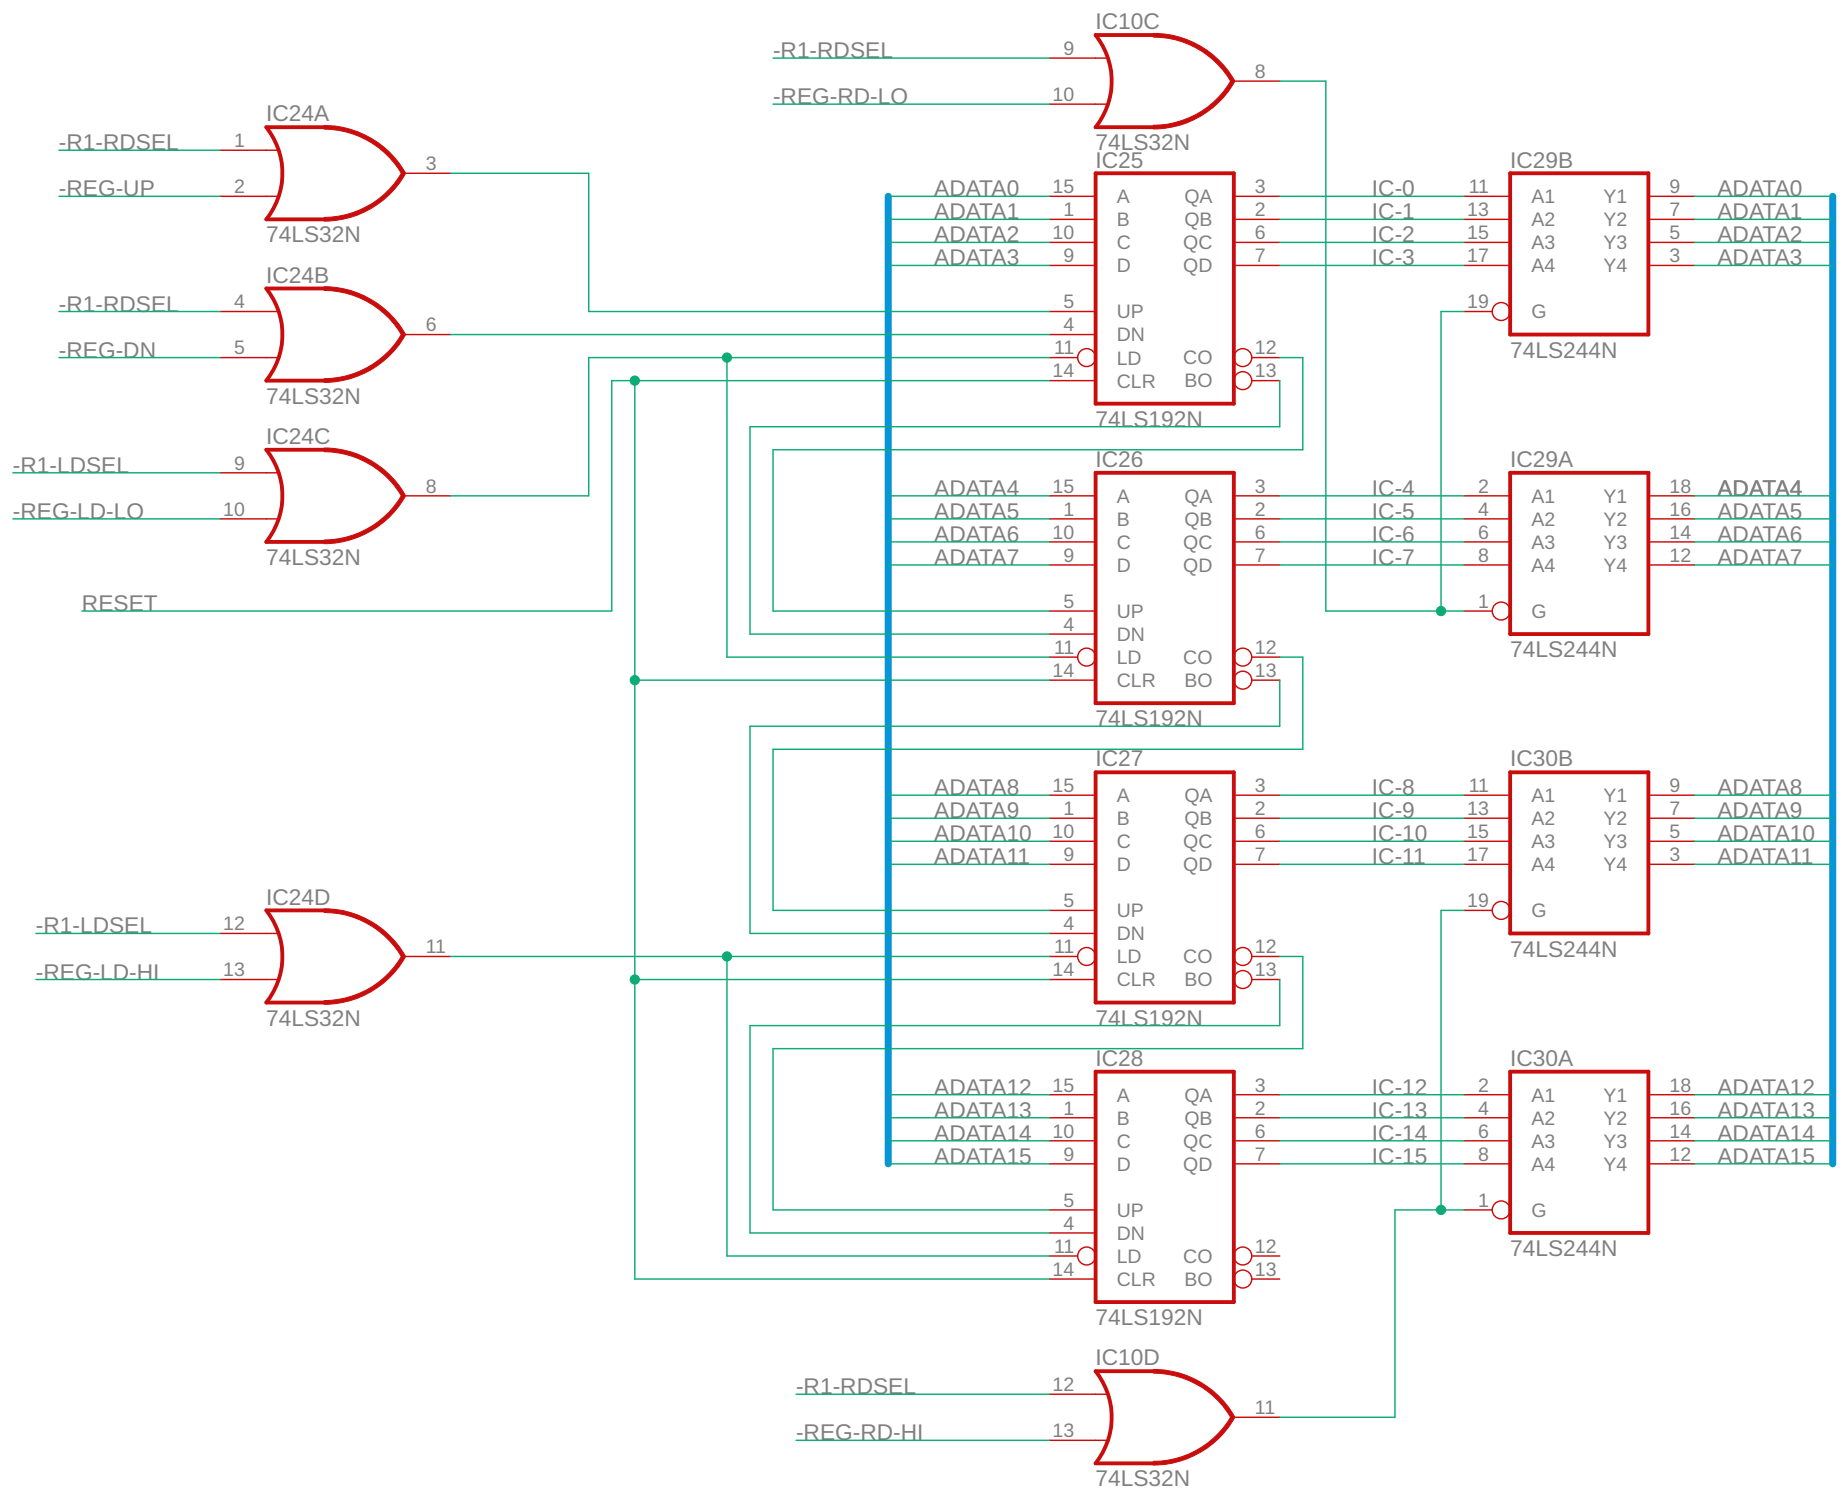 IC10C
-R1-RDSEL 9
8
-REG-RD-LO 10
74LS32N
IC24A
-R1-RDSEL 1
3
-REG-UP 2
74LS32N
IC24B
-R1-RDSEL 4
6
-REG-DN 5
74LS32N
IC24C
-R1-LDSEL 9
8
-REG-LD-LO 10
74LS32N
RESET
IC24D
-R1-LDSEL 12
11
-REG-LD-HI 13
74LS32N
IC25
ADATA0 15 A QA 3 IC-0
ADATA1 1 B QB 2 IC-1
ADATA2 10 C QC 6 IC-2
ADATA3 9 D QD 7 IC-3
5 UP
4 DN
11 LD CO 12
14 CLR BO 13
74LS192N
IC29B
11 A1 Y1 9 ADATA0
13 A2 Y2 7 ADATA1
15 A3 Y3 5 ADATA2
17 A4 Y4 3 ADATA3
19 G
74LS244N
IC26
ADATA4 15 A QA 3 IC-4
ADATA5 1 B QB 2 IC-5
ADATA6 10 C QC 6 IC-6
ADATA7 9 D QD 7 IC-7
5 UP
4 DN
11 LD CO 12
14 CLR BO 13
74LS192N
IC29A
2 A1 Y1 18 ADATA4
4 A2 Y2 16 ADATA5
6 A3 Y3 14 ADATA6
8 A4 Y4 12 ADATA7
1 G
74LS244N
IC27
ADATA8 15 A QA 3 IC-8
ADATA9 1 B QB 2 IC-9
ADATA10 10 C QC 6 IC-10
ADATA11 9 D QD 7 IC-11
5 UP
4 DN
11 LD CO 12
14 CLR BO 13
74LS192N
IC30B
11 A1 Y1 9 ADATA8
13 A2 Y2 7 ADATA9
15 A3 Y3 5 ADATA10
17 A4 Y4 3 ADATA11
19 G
74LS244N
IC28
ADATA12 15 A QA 3 IC-12
ADATA13 1 B QB 2 IC-13
ADATA14 10 C QC 6 IC-14
ADATA15 9 D QD 7 IC-15
5 UP
4 DN
11 LD CO 12
14 CLR BO 13
74LS192N
IC30A
2 A1 Y1 18 ADATA12
4 A2 Y2 16 ADATA13
6 A3 Y3 14 ADATA14
8 A4 Y4 12 ADATA15
1 G
74LS244N
IC10D
-R1-RDSEL 12
11
-REG-RD-HI 13
74LS32N